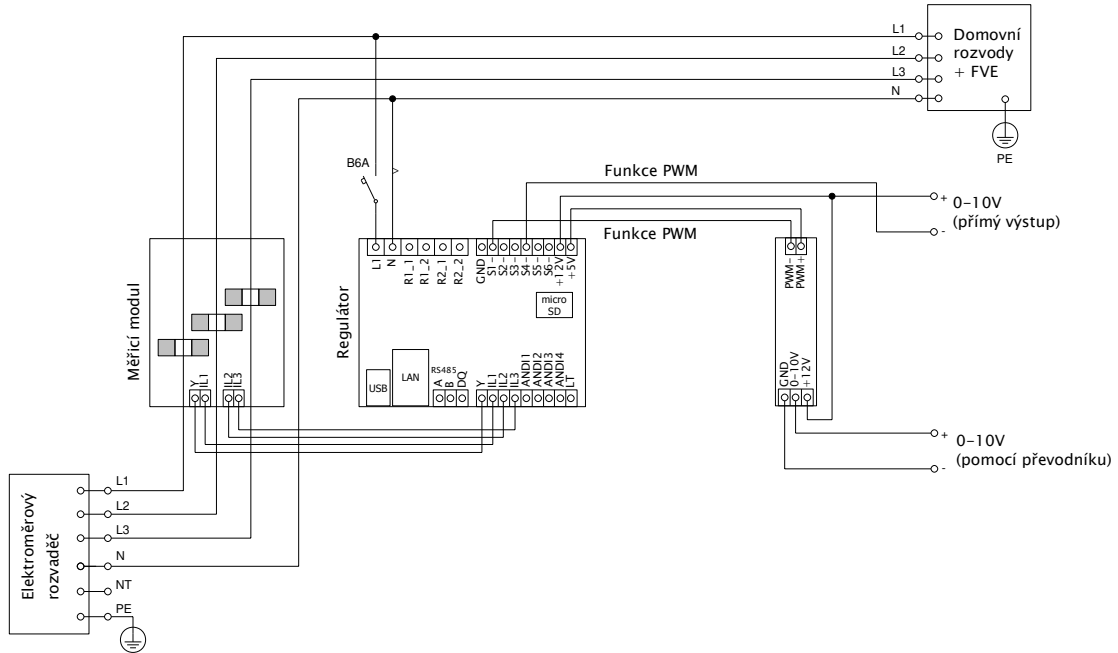 L1
L2
L3
N
Domovní
rozvody
+ FVE
PE
B6A
Funkce PWM
Funkce PWM
+
0-10V
(přímý výstup)
-
Měřicí modul
Y
IL1
IL2
IL3
Regulátor
L1
N
R1_1
R1_2
R2_1
R2_2
GND
S1-
S2-
S3-
S4-
S5-
S6-
+12V
+5V
micro
SD
USB
LAN
RS485
A
B
DQ
Y
IL1
IL2
IL3
ANDI1
ANDI2
ANDI3
ANDI4
LT
PWM-
PWM+
GND
0-10V
+12V
+
0-10V
(pomocí převodníku)
-
Elektroměrový
rozvaděč
L1
L2
L3
N
NT
PE